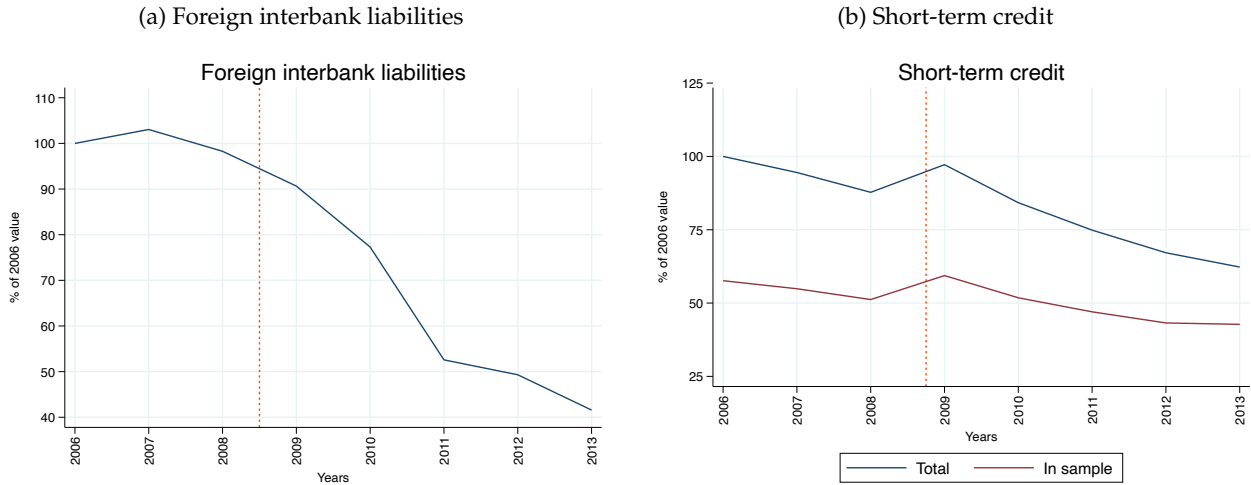 (a) Foreign interbank liabilities
Foreign interbank liabilities
% of 2006 value
110
100
90
80
70
60
50
40
2006
2007
2008
2009
2010
2011
2012
2013
Years
(b) Short-term credit
Short-term credit
% of 2006 value
125
100
75
50
25
2006
2007
2008
2009
2010
2011
2012
2013
Years
Total
In sample